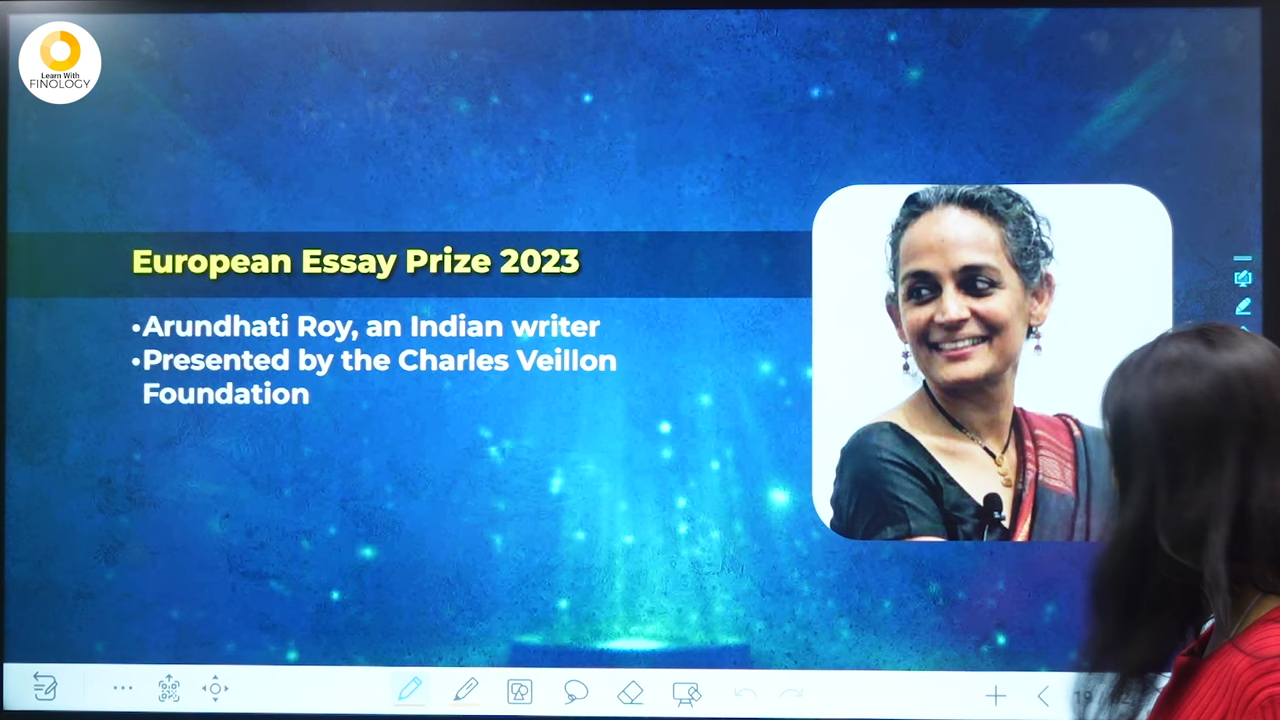 Learn With
FINOLOGY
European Essay Prize 2023
•Arundhati Roy, an Indian writer
•Presented by the Charles Veillon
Foundation